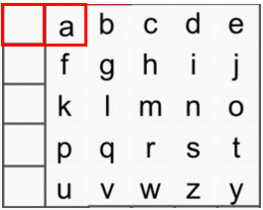 a b c d e
f g h i j
k l m n o
p q r s t
u v w z y